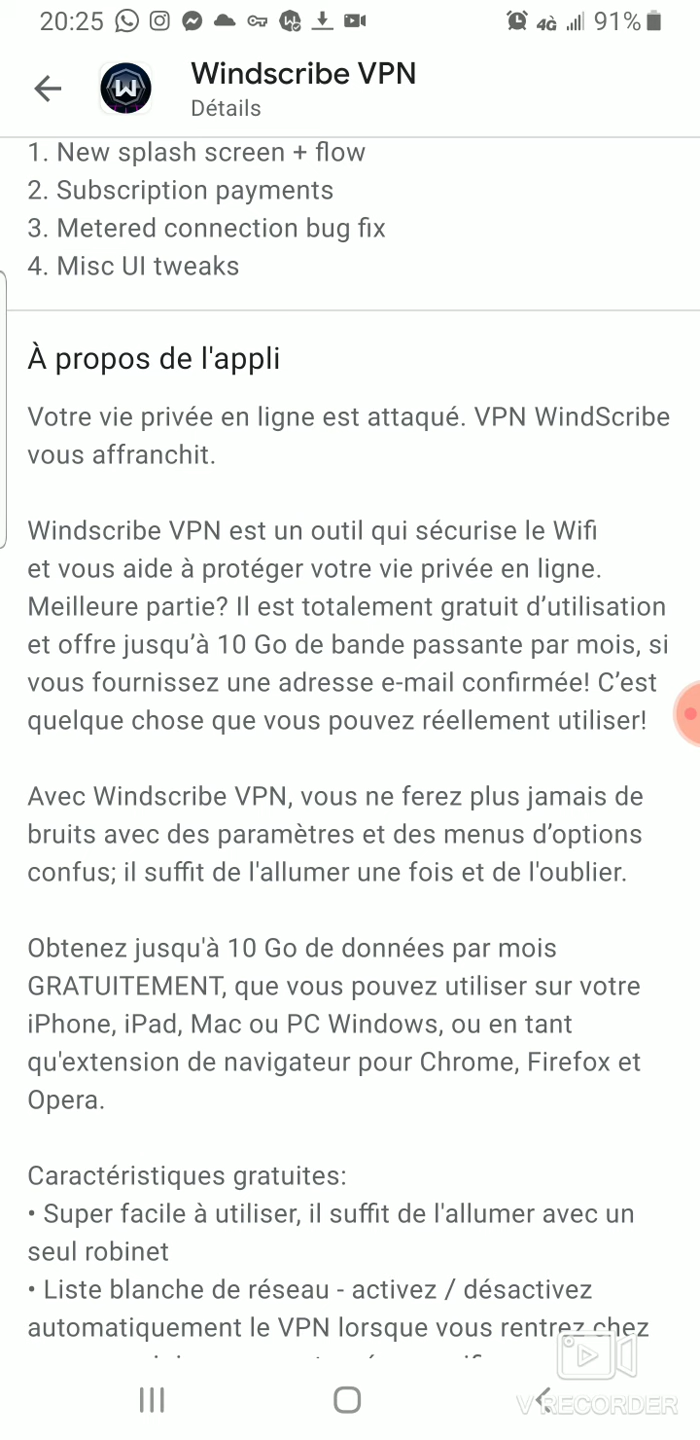 20:25
4G
91%
Windscribe VPN
Détails
1. New splash screen + flow
2. Subscription payments
3. Metered connection bug fix
4. Misc UI tweaks
À propos de l'appli
Votre vie privée en ligne est attaqué. VPN WindScribe
vous affranchit.
Windscribe VPN est un outil qui sécurise le Wifi
et vous aide à protéger votre vie privée en ligne.
Meilleure partie? Il est totalement gratuit d’utilisation
et offre jusqu’à 10 Go de bande passante par mois, si
vous fournissez une adresse e-mail confirmée! C’est
quelque chose que vous pouvez réellement utiliser!
Avec Windscribe VPN, vous ne ferez plus jamais de
bruits avec des paramètres et des menus d’options
confus; il suffit de l'allumer une fois et de l'oublier.
Obtenez jusqu'à 10 Go de données par mois
GRATUITEMENT, que vous pouvez utiliser sur votre
iPhone, iPad, Mac ou PC Windows, ou en tant
qu'extension de navigateur pour Chrome, Firefox et
Opera.
Caractéristiques gratuites:
• Super facile à utiliser, il suffit de l'allumer avec un
seul robinet
• Liste blanche de réseau - activez / désactivez
automatiquement le VPN lorsque vous rentrez chez
V RECORDER